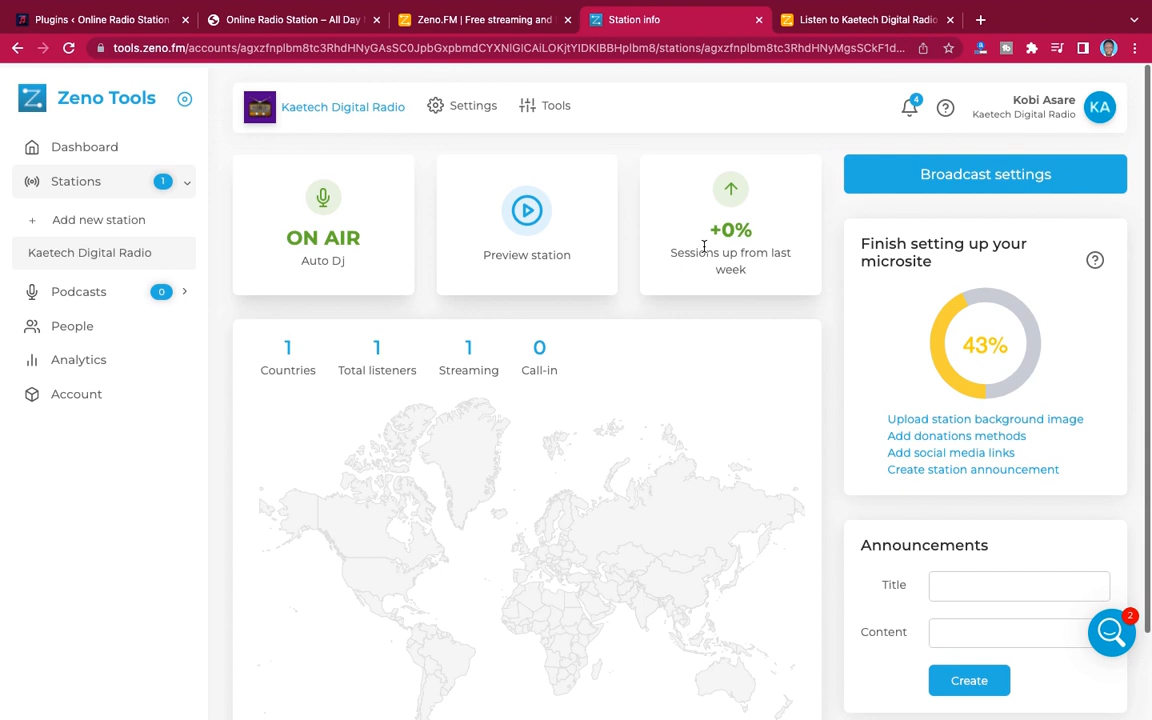 Plugins ‹ Online Radio Station
Online Radio Station – All Day
Zeno.FM | Free streaming and
Station info
Listen to Kaetech Digital Radio
tools.zeno.fm
Zeno Tools
Kaetech Digital Radio
Settings
Tools
4
Kobi Asare
Kaetech Digital Radio
KA
Dashboard
Stations 1
+ Add new station
Kaetech Digital Radio
Podcasts 0
People
Analytics
Account
ON AIR
Auto Dj
Preview station
+0%
Sessions up from last
week
Broadcast settings
Finish setting up your
microsite
43%
Upload station background image
Add donations methods
Add social media links
Create station announcement
1 1 1 0
Countries Total listeners Streaming Call-in
Announcements
Title
Content
2
Create